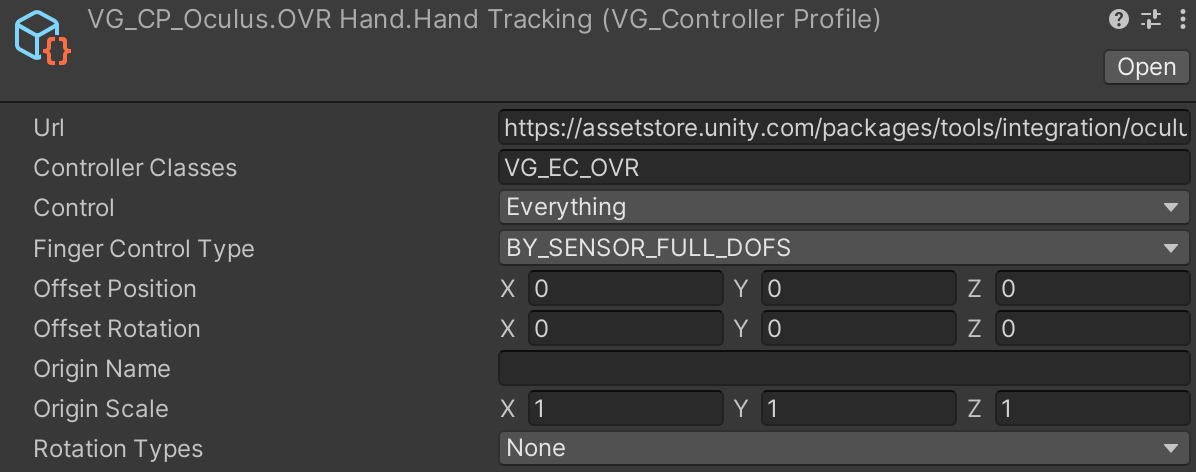 VG_CP_Oculus.OVR Hand.Hand Tracking (VG_Controller Profile)
Open
Url https://assetstore.unity.com/packages/tools/integration/oculu
Controller Classes VG_EC_OVR
Control Everything
Finger Control Type BY_SENSOR_FULL_DOFS
Offset Position X 0 Y 0 Z 0
Offset Rotation X 0 Y 0 Z 0
Origin Name
Origin Scale X 1 Y 1 Z 1
Rotation Types None